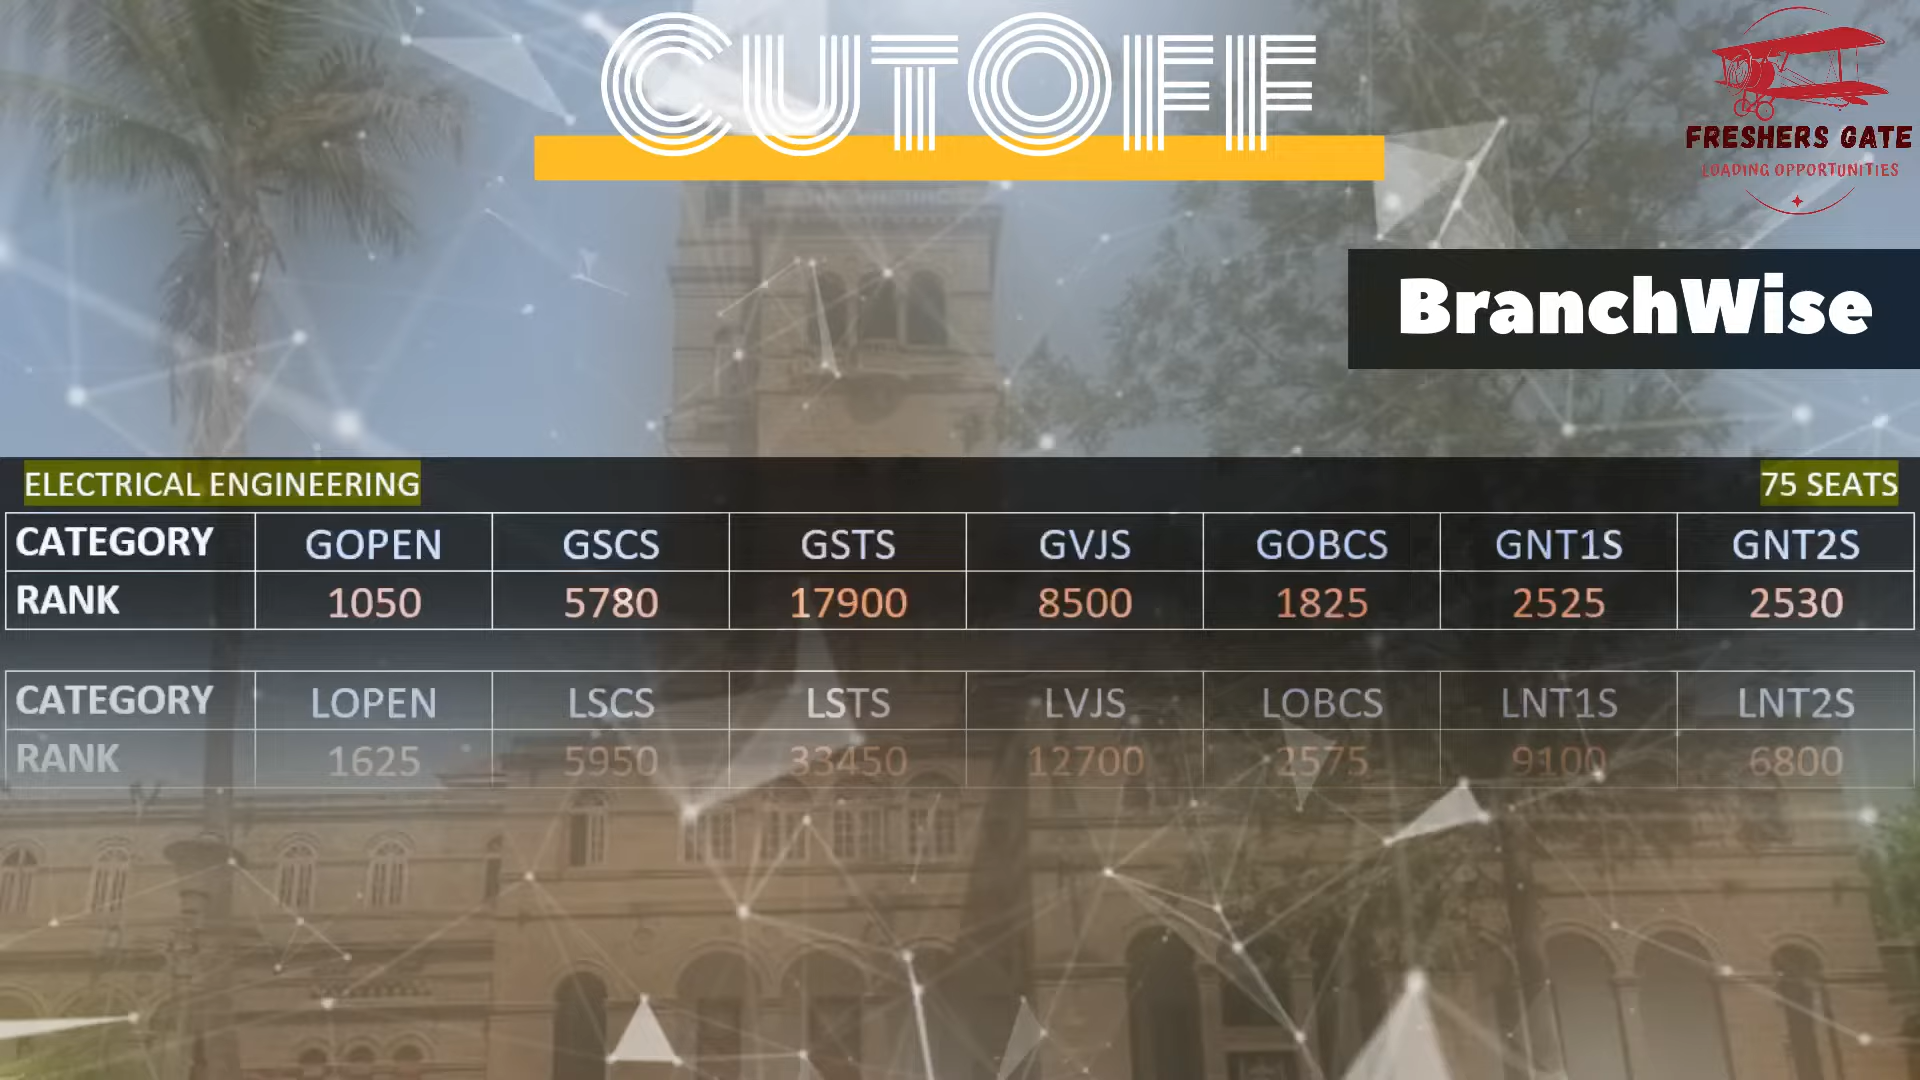 CUTOFF
FRESHERS GATE
LOADING OPPORTUNITIES
BranchWise
ELECTRICAL ENGINEERING 75 SEATS
CATEGORY GOPEN GSCS GSTS GVJS GOBCS GNT1S GNT2S
RANK 1050 5780 17900 8500 1825 2525 2530
CATEGORY LOPEN LSCS LSTS LVJS LOBCS LNT1S LNT2S
RANK 1625 5950 33450 12700 2575 9100 6800